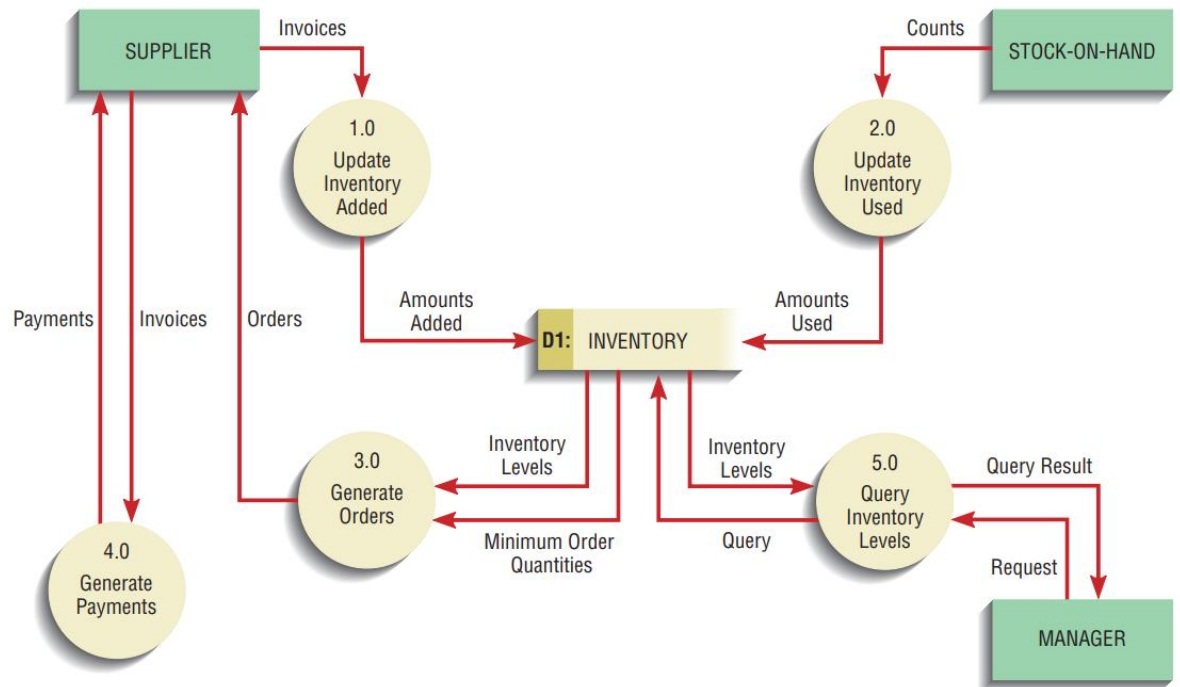 Invoices
Counts
SUPPLIER
STOCK-ON-HAND
1.0
Update
Inventory
Added
2.0
Update
Inventory
Used
Payments
Invoices
Orders
Amounts
Added
Amounts
Used
D1: INVENTORY
Inventory
Levels
Inventory
Levels
3.0
Generate
Orders
5.0
Query
Inventory
Levels
Query Result
Minimum Order
Quantities
Query
Request
4.0
Generate
Payments
MANAGER